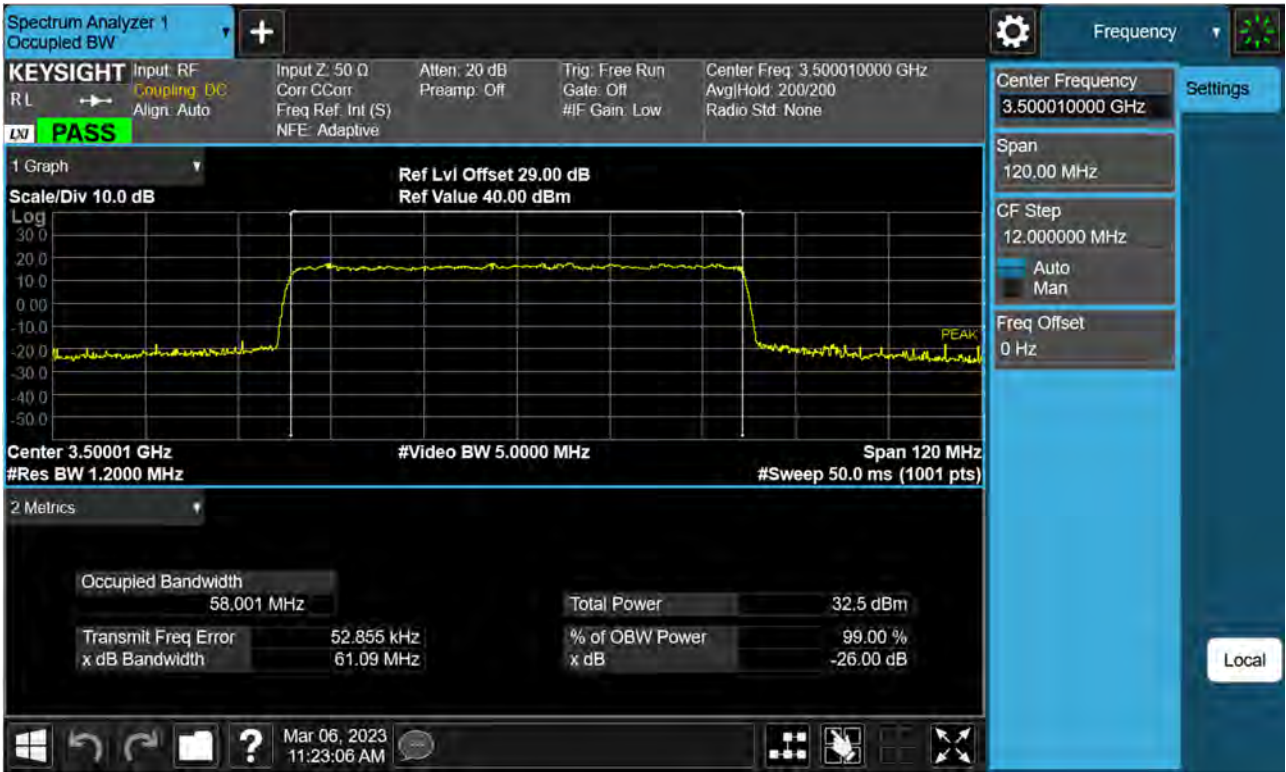 Spectrum Analyzer 1
Occupied BW
+
Frequency
KEYSIGHT
R L
LXI
PASS
Input: RF
Coupling: DC
Align: Auto
Input Z: 50 Ω
Corr CCorr
Freq Ref: Int (S)
NFE: Adaptive
Atten: 20 dB
Preamp: Off
Trig: Free Run
Gate: Off
#IF Gain: Low
Center Freq: 3.500010000 GHz
Avg|Hold: 200/200
Radio Std: None
Center Frequency
3.500010000 GHz
Settings
Span
120.00 MHz
CF Step
12.000000 MHz
Auto
Man
Freq Offset
0 Hz
Local
1 Graph
Scale/Div 10.0 dB
Ref Lvl Offset 29.00 dB
Ref Value 40.00 dBm
Log
30.0
20.0
10.0
0.00
-10.0
-20.0
-30.0
-40.0
-50.0
PEAK
Center 3.50001 GHz
#Video BW 5.0000 MHz
Span 120 MHz
#Res BW 1.2000 MHz
#Sweep 50.0 ms (1001 pts)
2 Metrics
Occupied Bandwidth
58.001 MHz
Total Power
32.5 dBm
Transmit Freq Error
52.855 kHz
% of OBW Power
99.00 %
x dB Bandwidth
61.09 MHz
x dB
-26.00 dB
?
Mar 06, 2023
11:23:06 AM